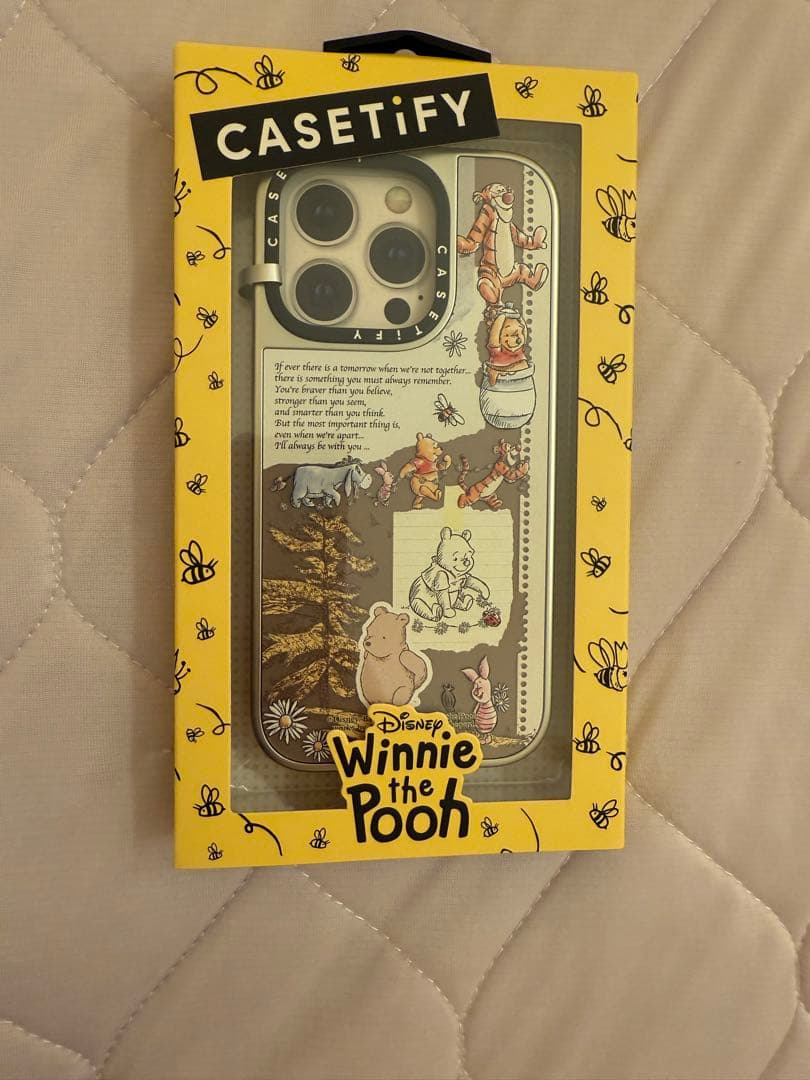 CASETiFY
CASE
CASETiFY
If ever there is a tomorrow when we're not together...
there is something you must always remember.
You're braver than you believe,
stronger than you seem,
and smarter than you think.
But the most important thing is,
even when we're apart...
I'll always be with you ...
©Disney
Disney
Winnie
the
Pooh